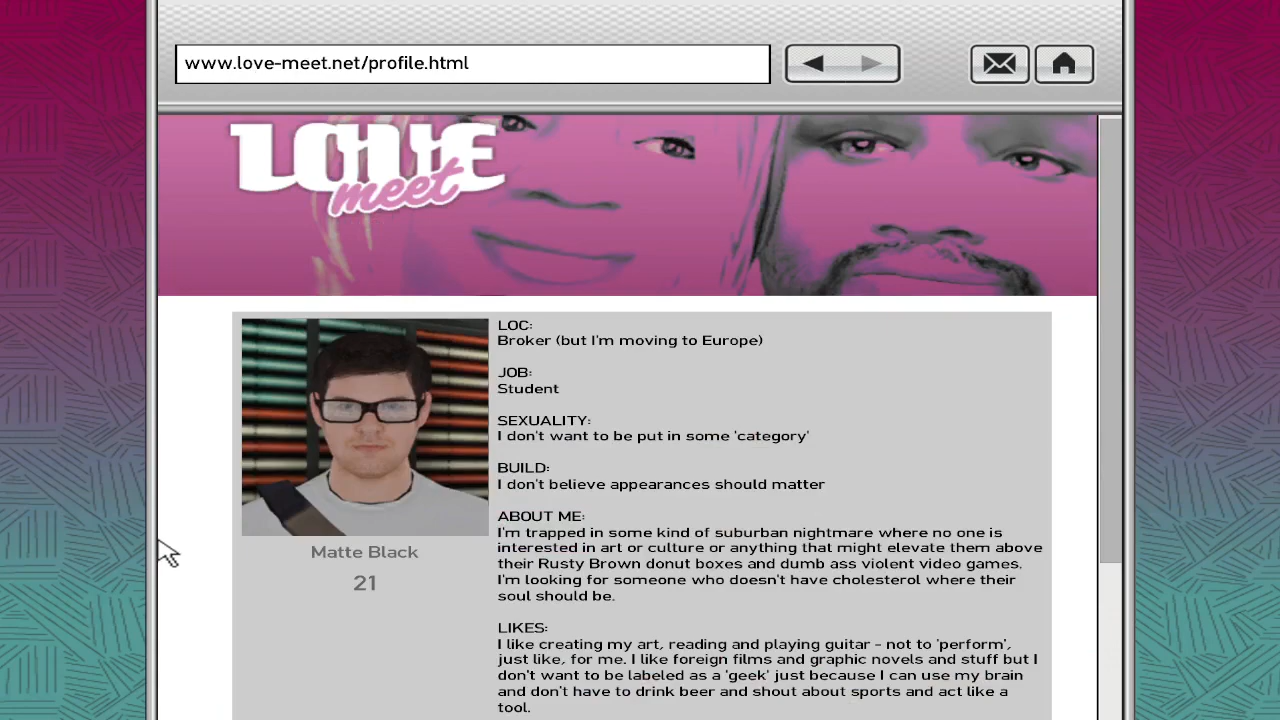 www.love-meet.net/profile.html
LOVE
meet
LOC:
Broker (but I'm moving to Europe)
JOB:
Student
SEXUALITY:
I don't want to be put in some 'category'
BUILD:
I don't believe appearances should matter
ABOUT ME:
I'm trapped in some kind of suburban nightmare where no one is
interested in art or culture or anything that might elevate them above
their Rusty Brown donut boxes and dumb ass violent video games.
I'm looking for someone who doesn't have cholesterol where their
soul should be.
LIKES:
I like creating my art, reading and playing guitar - not to 'perform',
just like, for me. I like foreign films and graphic novels and stuff but I
don't want to be labeled as a 'geek' just because I can use my brain
and don't have to drink beer and shout about sports and act like a
tool.
Matte Black
21